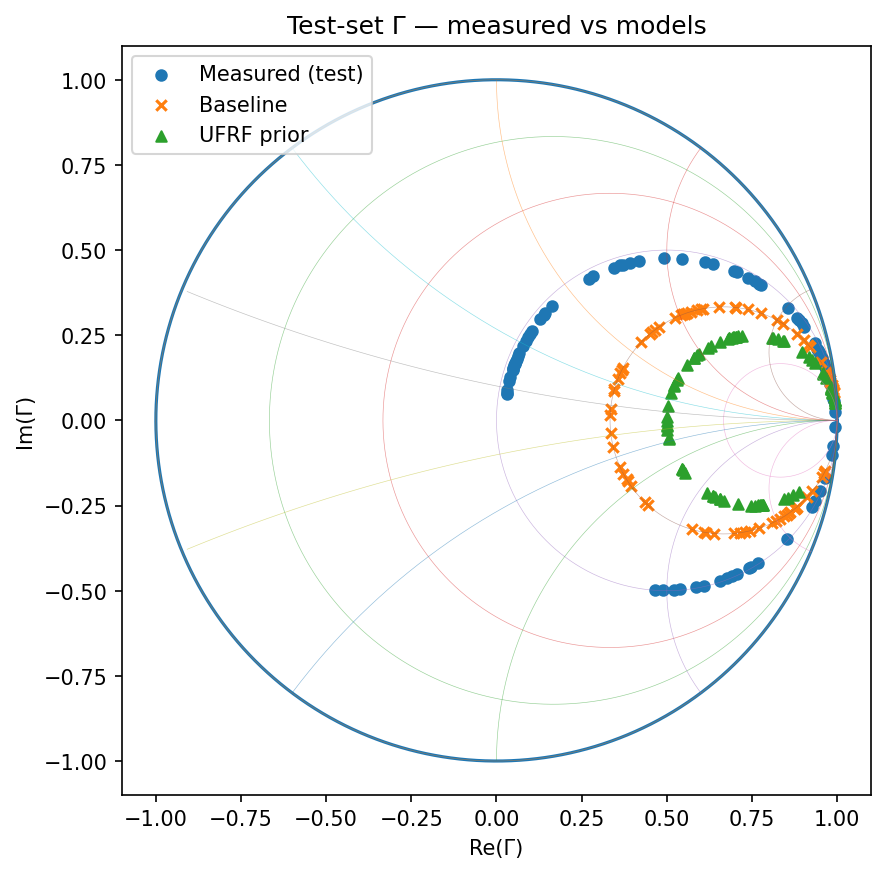 Test-set Γ — measured vs models
Measured (test)
Baseline
UFRF prior
1.00
0.75
0.50
0.25
0.00
−0.25
−0.50
−0.75
−1.00
Im(Γ)
−1.00 −0.75 −0.50 −0.25 0.00 0.25 0.50 0.75 1.00
Re(Γ)